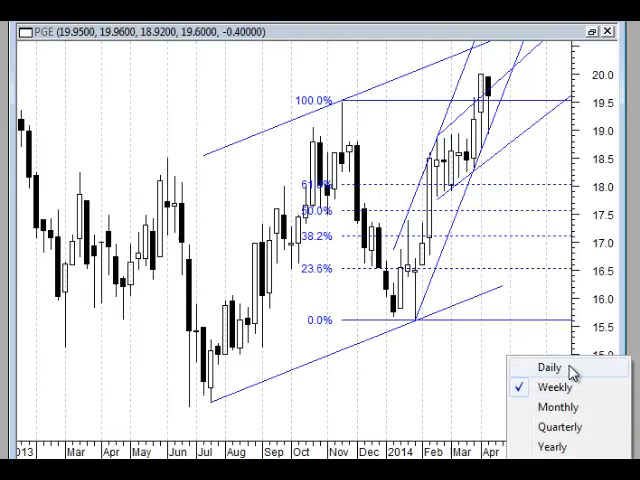 PGE (19.9500, 19.9600, 18.9200, 19.6000, -0.40000)
20.0
100.0%
19.5
19.0
18.5
61.8%
18.0
50.0%
17.5
38.2%
17.0
23.6%
16.5
16.0
0.0%
15.5
15.0
Daily
Weekly
Monthly
Quarterly
Yearly
013 Mar Apr May Jun Jul Aug Sep Oct Nov 2014 Feb Mar Apr